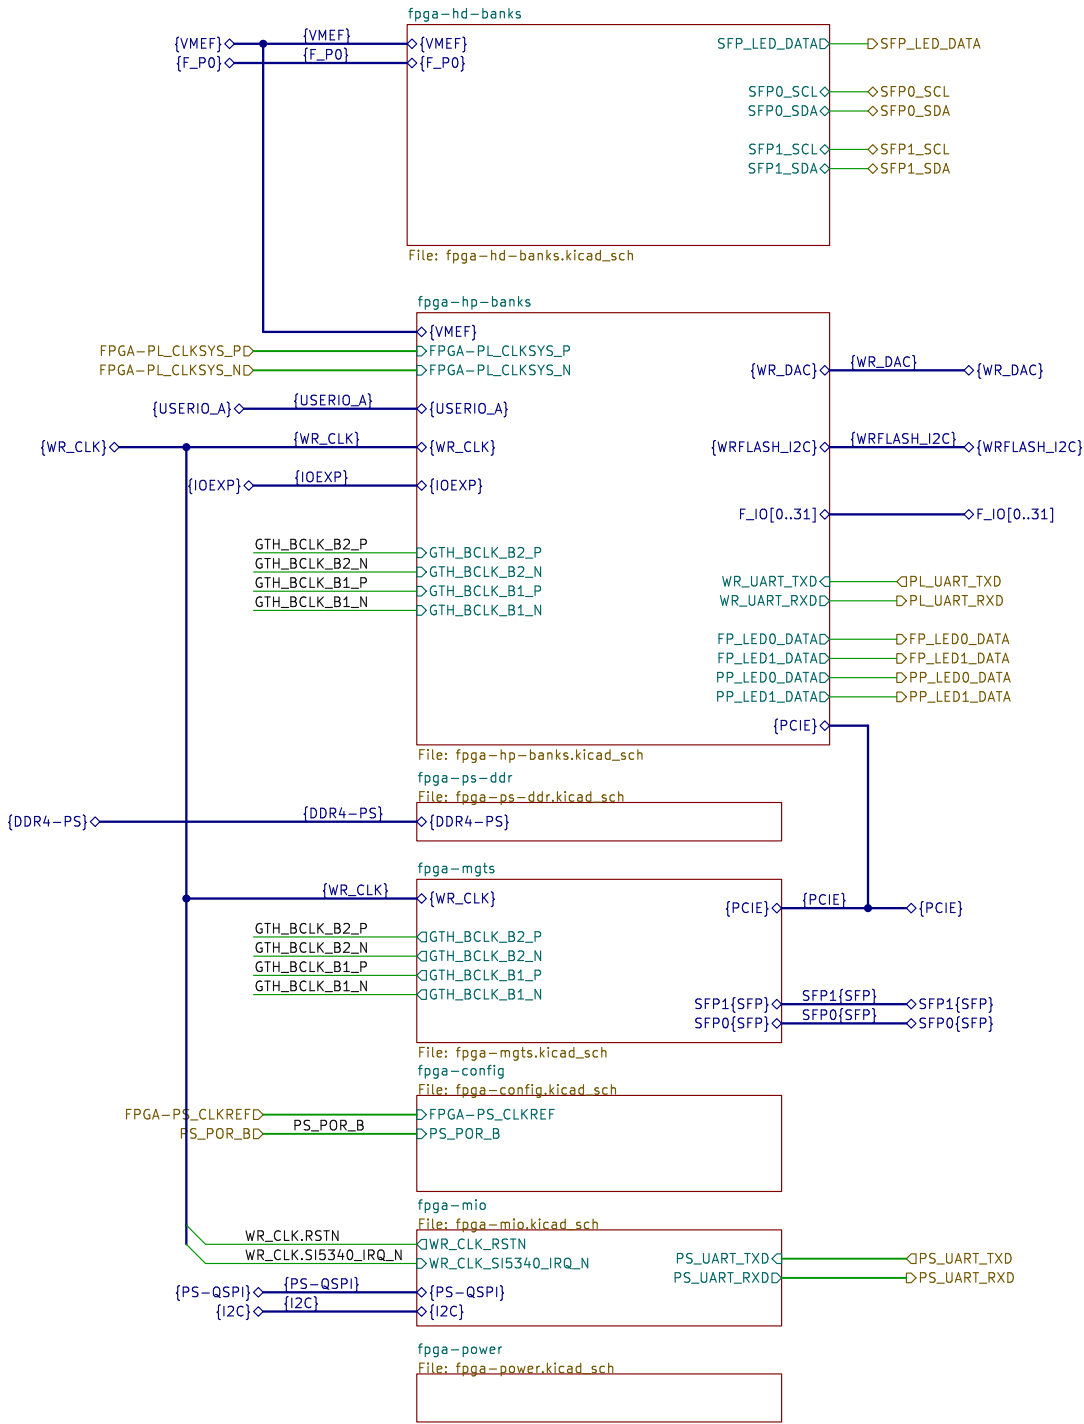 fpga-hd-banks
{VMEF} {VMEF} {VMEF} SFP_LED_DATA SFP_LED_DATA
{F_P0} {F_P0} {F_P0}
SFP0_SCL SFP0_SCL
SFP0_SDA SFP0_SDA
SFP1_SCL SFP1_SCL
SFP1_SDA SFP1_SDA
File: fpga-hd-banks.kicad_sch
fpga-hp-banks
{VMEF}
FPGA-PL_CLKSYS_P FPGA-PL_CLKSYS_P
FPGA-PL_CLKSYS_N FPGA-PL_CLKSYS_N {WR_DAC} {WR_DAC} {WR_DAC}
{USERIO_A} {USERIO_A} {USERIO_A}
{WR_CLK} {WR_CLK} {WR_CLK} {WRFLASH_I2C} {WRFLASH_I2C} {WRFLASH_I2C}
{IOEXP} {IOEXP} {IOEXP}
F_IO[0..31] F_IO[0..31]
GTH_BCLK_B2_P GTH_BCLK_B2_P
GTH_BCLK_B2_N GTH_BCLK_B2_N WR_UART_TXD PL_UART_TXD
GTH_BCLK_B1_P GTH_BCLK_B1_P WR_UART_RXD PL_UART_RXD
GTH_BCLK_B1_N GTH_BCLK_B1_N
FP_LED0_DATA FP_LED0_DATA
FP_LED1_DATA FP_LED1_DATA
PP_LED0_DATA PP_LED0_DATA
PP_LED1_DATA PP_LED1_DATA
{PCIE}
File: fpga-hp-banks.kicad_sch
fpga-ps-ddr
File: fpga-ps-ddr.kicad_sch
{DDR4-PS} {DDR4-PS} {DDR4-PS}
fpga-mgts
{WR_CLK} {WR_CLK} {PCIE} {PCIE} {PCIE}
GTH_BCLK_B2_P GTH_BCLK_B2_P
GTH_BCLK_B2_N GTH_BCLK_B2_N
GTH_BCLK_B1_P GTH_BCLK_B1_P
GTH_BCLK_B1_N GTH_BCLK_B1_N
SFP1{SFP} SFP1{SFP} SFP1{SFP}
SFP0{SFP} SFP0{SFP} SFP0{SFP}
File: fpga-mgts.kicad_sch
fpga-config
File: fpga-config.kicad_sch
FPGA-PS_CLKREF FPGA-PS_CLKREF
PS_POR_B PS_POR_B PS_POR_B
fpga-mio
File: fpga-mio.kicad_sch
WR_CLK.RSTN WR_CLK_RSTN
WR_CLK.SI5340_IRQ_N WR_CLK_SI5340_IRQ_N PS_UART_TXD PS_UART_TXD
PS_UART_RXD PS_UART_RXD
{PS-QSPI} {PS-QSPI} {PS-QSPI}
{I2C} {I2C} {I2C}
fpga-power
File: fpga-power.kicad_sch